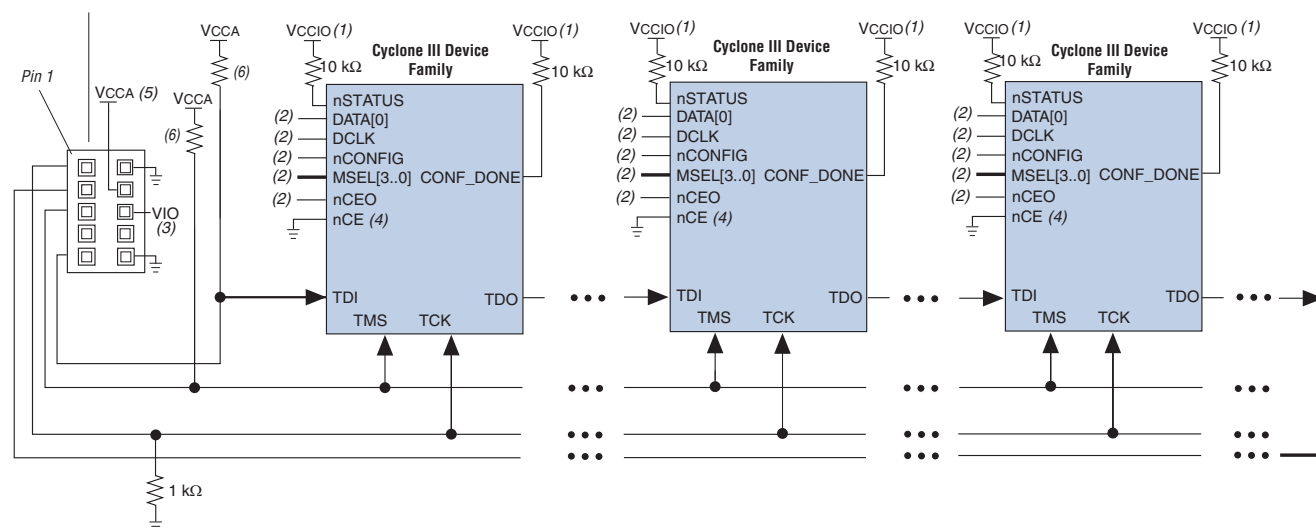 VCCA
VCCIO (1)
VCCIO (1)
VCCIO (1)
VCCIO (1)
VCCIO (1)
VCCIO (1)
Pin 1
VCCA (5)
VCCA
(6)
(6)
VIO
(3)
1 kΩ
Cyclone III Device
Family
10 kΩ
10 kΩ
nSTATUS
(2) DATA[0]
(2) DCLK
(2) nCONFIG
(2) MSEL[3..0] CONF_DONE
(2) nCEO
nCE (4)
TDI TDO
TMS TCK
Cyclone III Device
Family
10 kΩ
10 kΩ
nSTATUS
(2) DATA[0]
(2) DCLK
(2) nCONFIG
(2) MSEL[3..0] CONF_DONE
(2) nCEO
nCE (4)
TDI TDO
TMS TCK
Cyclone III Device
Family
10 kΩ
10 kΩ
nSTATUS
(2) DATA[0]
(2) DCLK
(2) nCONFIG
(2) MSEL[3..0] CONF_DONE
(2) nCEO
nCE (4)
TDI TDO
TMS TCK